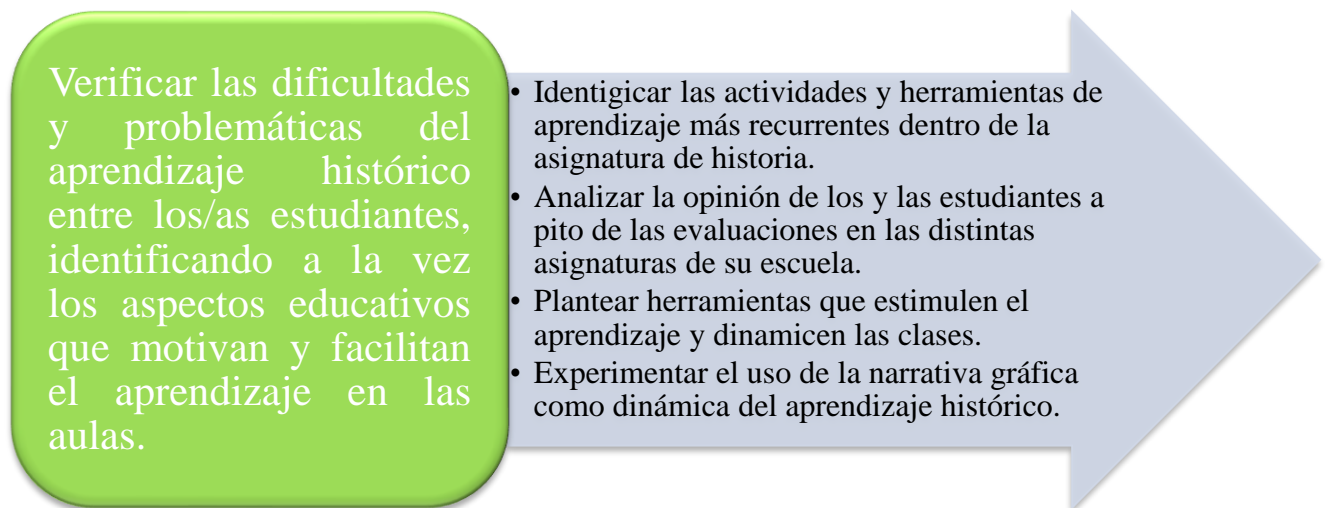 Verificar las dificultades
y problemáticas del
aprendizaje histórico
entre los/as estudiantes,
identificando a la vez
los aspectos educativos
que motivan y facilitan
el aprendizaje en las
aulas.
• Identigicar las actividades y herramientas de
aprendizaje más recurrentes dentro de la
asignatura de historia.
• Analizar la opinión de los y las estudiantes a
pito de las evaluaciones en las distintas
asignaturas de su escuela.
• Plantear herramientas que estimulen el
aprendizaje y dinamicen las clases.
• Experimentar el uso de la narrativa gráfica
como dinámica del aprendizaje histórico.